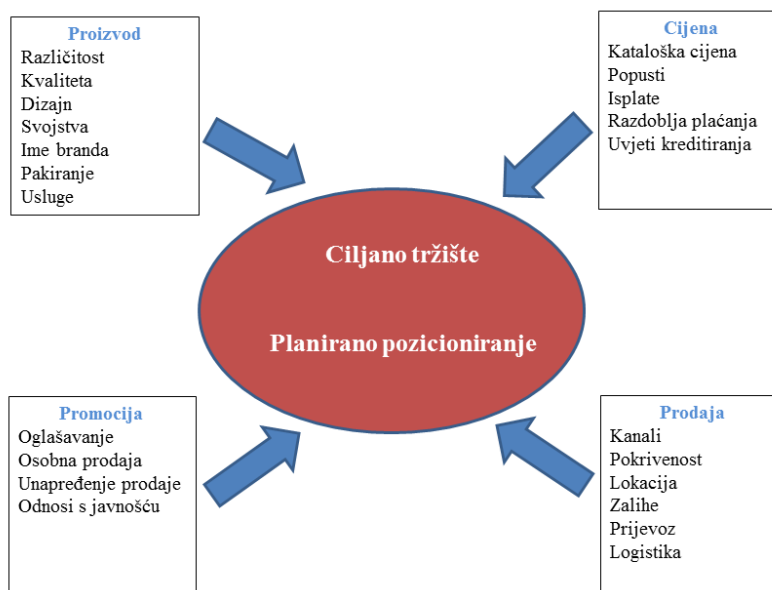 Proizvod
Različitost
Kvaliteta
Dizajn
Svojstva
Ime branda
Pakiranje
Usluge
Cijena
Kataloška cijena
Popusti
Isplate
Razdoblja plaćanja
Uvjeti kreditiranja
Ciljano tržište
Planirano pozicioniranje
Promocija
Oglašavanje
Osobna prodaja
Unapređenje prodaje
Odnosi s javnošću
Prodaja
Kanali
Pokrivenost
Lokacija
Zalihe
Prijevoz
Logistika